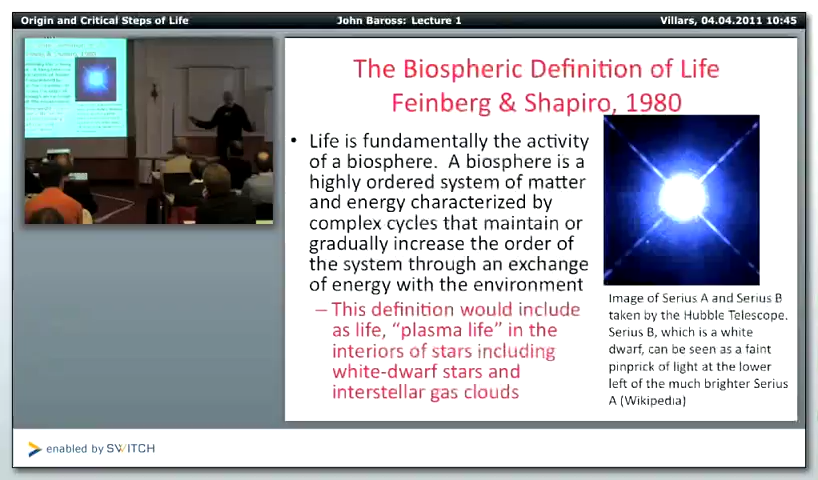 Origin and Critical Steps of Life
John Baross: Lecture 1
Villars, 04.04.2011 10:45
The Biospheric Definition of Life
Feinberg & Shapiro, 1980
• Life is fundamentally the activity
of a biosphere. A biosphere is a
highly ordered system of matter
and energy characterized by
complex cycles that maintain or
gradually increase the order of
the system through an exchange
of energy with the environment
– This definition would include
as life, “plasma life” in the
interiors of stars including
white-dwarf stars and
interstellar gas clouds
Image of Serius A and Serius B
taken by the Hubble Telescope.
Serius B, which is a white
dwarf, can be seen as a faint
pinprick of light at the lower
left of the much brighter Serius
A (Wikipedia)
enabled by SWITCH